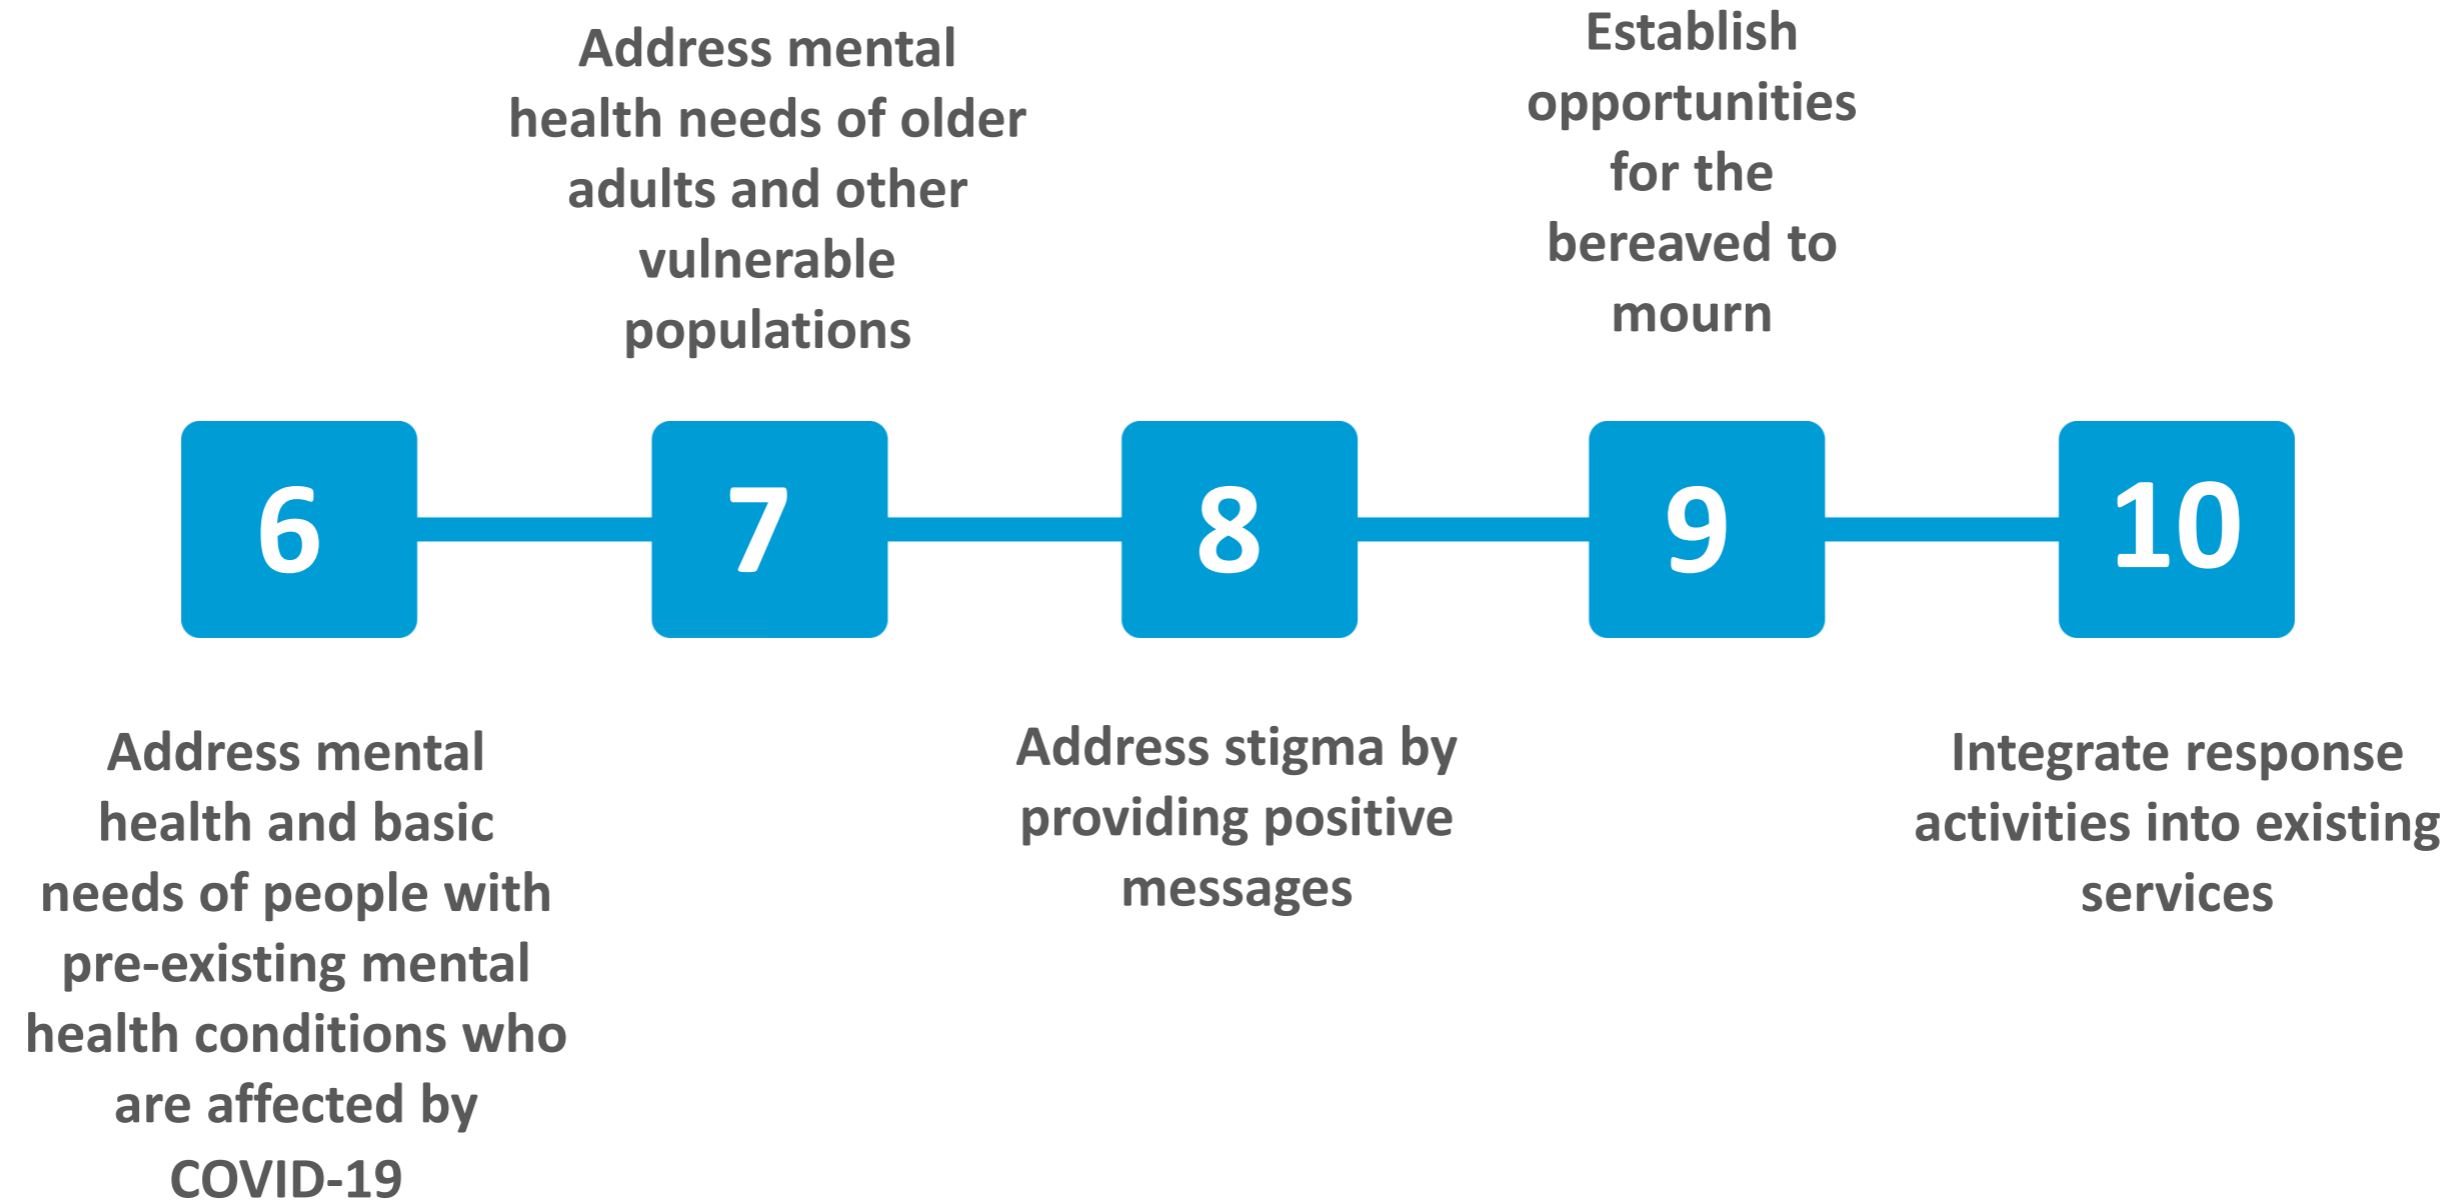 Address mental
health needs of older
adults and other
vulnerable
populations
Establish
opportunities
for the
bereaved to
mourn
6
7
8
9
10
Address mental
health and basic
needs of people with
pre-existing mental
health conditions who
are affected by
COVID-19
Address stigma by
providing positive
messages
Integrate response
activities into existing
services